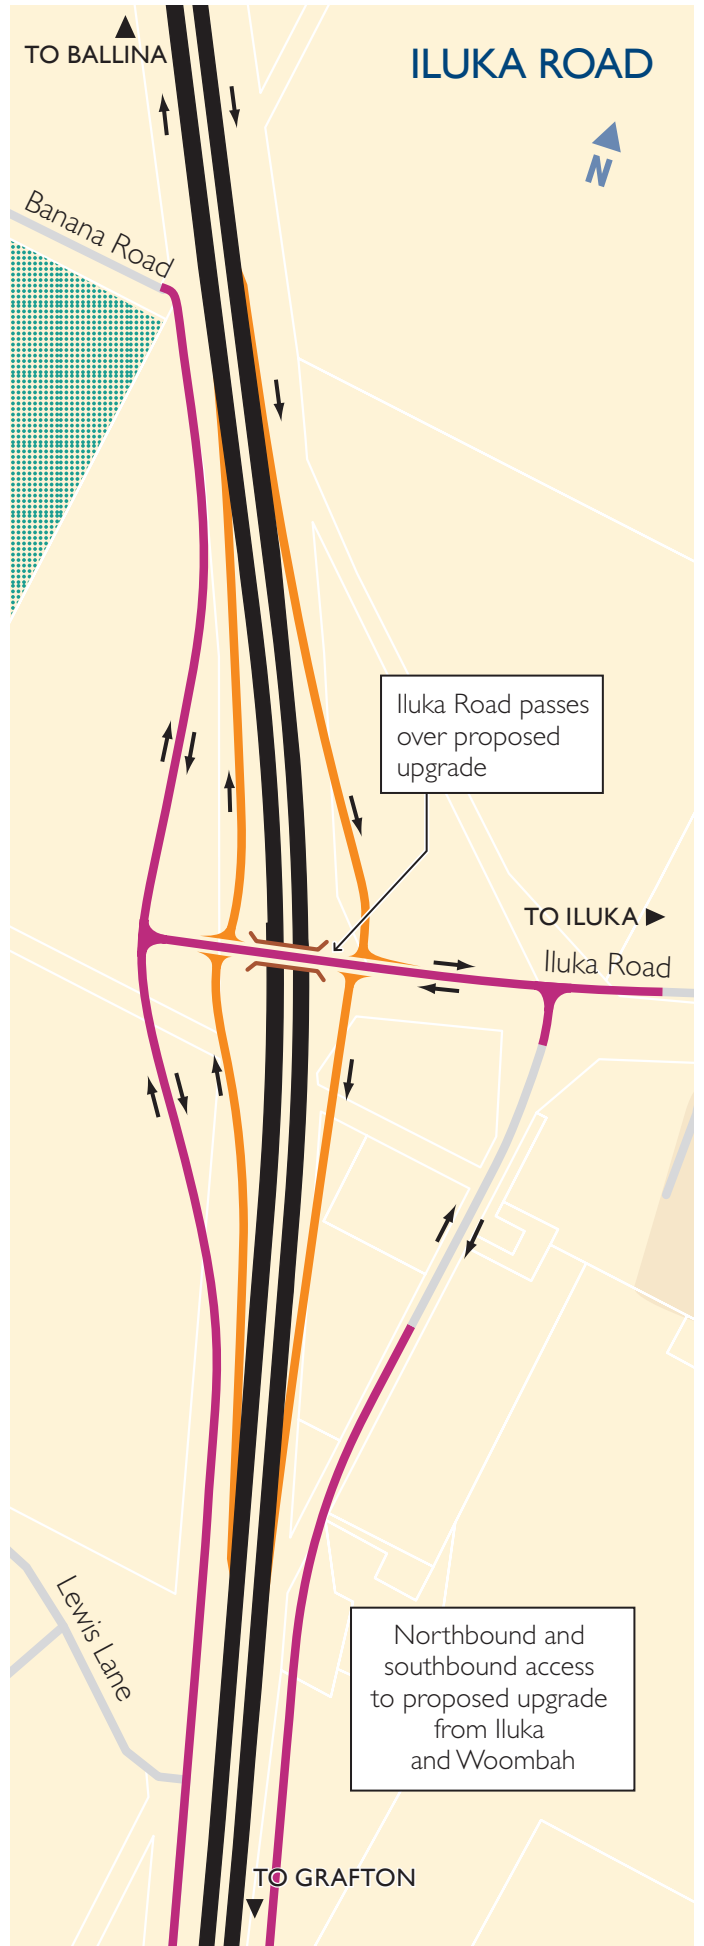 TO BALLINA
ILUKA ROAD
N
Banana Road
Iluka Road passes
over proposed
upgrade
TO ILUKA
Iluka Road
Lewis Lane
Northbound and
southbound access
to proposed upgrade
from Iluka
and Woombah
TO GRAFTON